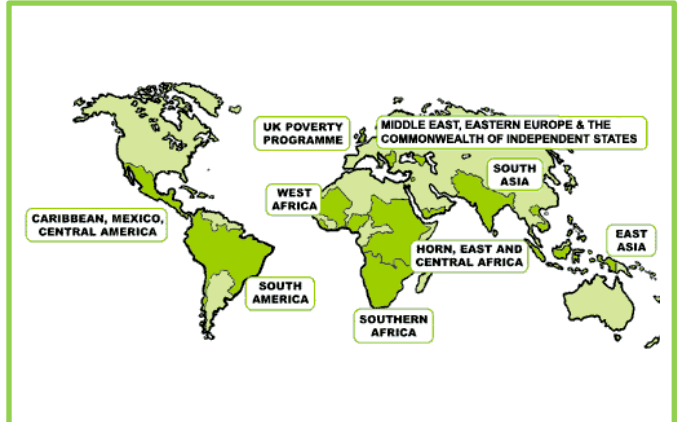 UK POVERTY
PROGRAMME
MIDDLE EAST, EASTERN EUROPE & THE
COMMONWEALTH OF INDEPENDENT STATES
SOUTH
ASIA
WEST
AFRICA
CARIBBEAN, MEXICO,
CENTRAL AMERICA
HORN, EAST AND
CENTRAL AFRICA
EAST
ASIA
SOUTH
AMERICA
SOUTHERN
AFRICA